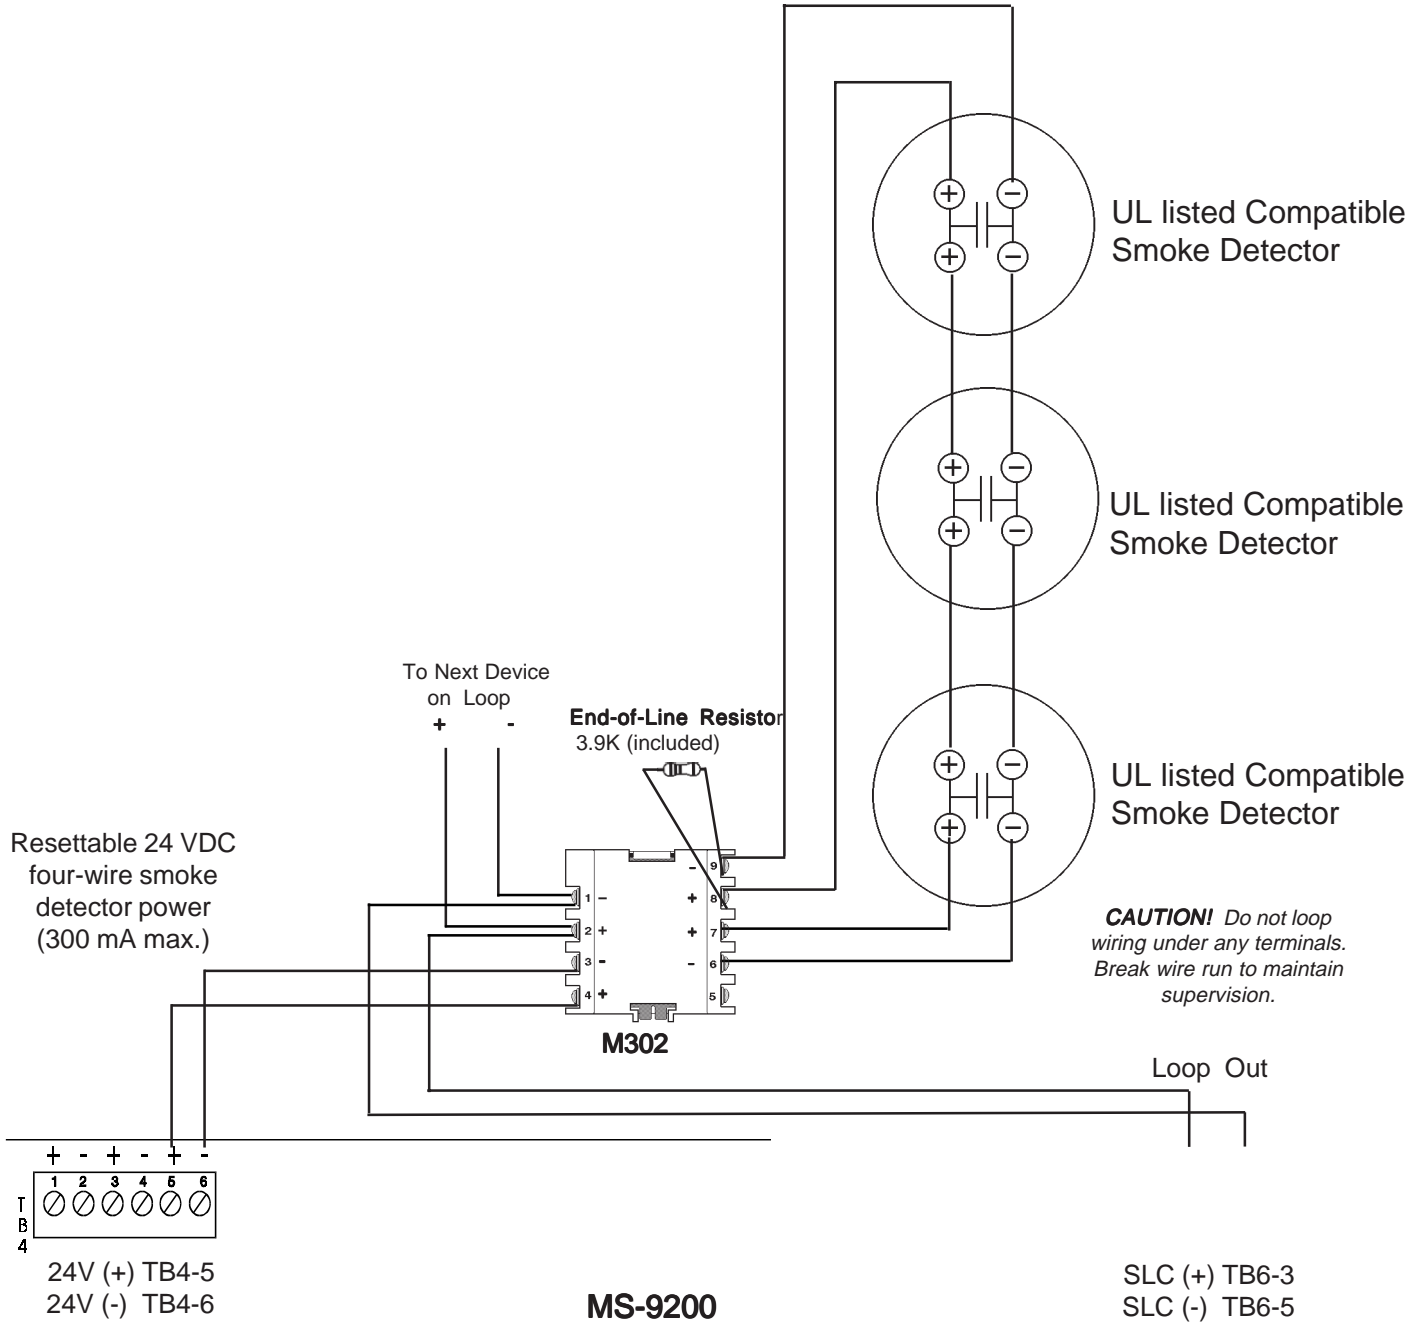 UL listed Compatible
Smoke Detector
UL listed Compatible
Smoke Detector
To Next Device
on Loop
+ -
End-of-Line Resistor
3.9K (included)
UL listed Compatible
Smoke Detector
Resettable 24 VDC
four-wire smoke
detector power
(300 mA max.)
- 9
1 - + 8
2 + + 7
3 - - 6
4 + 5
M302
CAUTION! Do not loop
wiring under any terminals.
Break wire run to maintain
supervision.
Loop Out
+ - + - + -
1 2 3 4 5 6
T
B
4
24V (+) TB4-5
24V (-) TB4-6
MS-9200
SLC (+) TB6-3
SLC (-) TB6-5